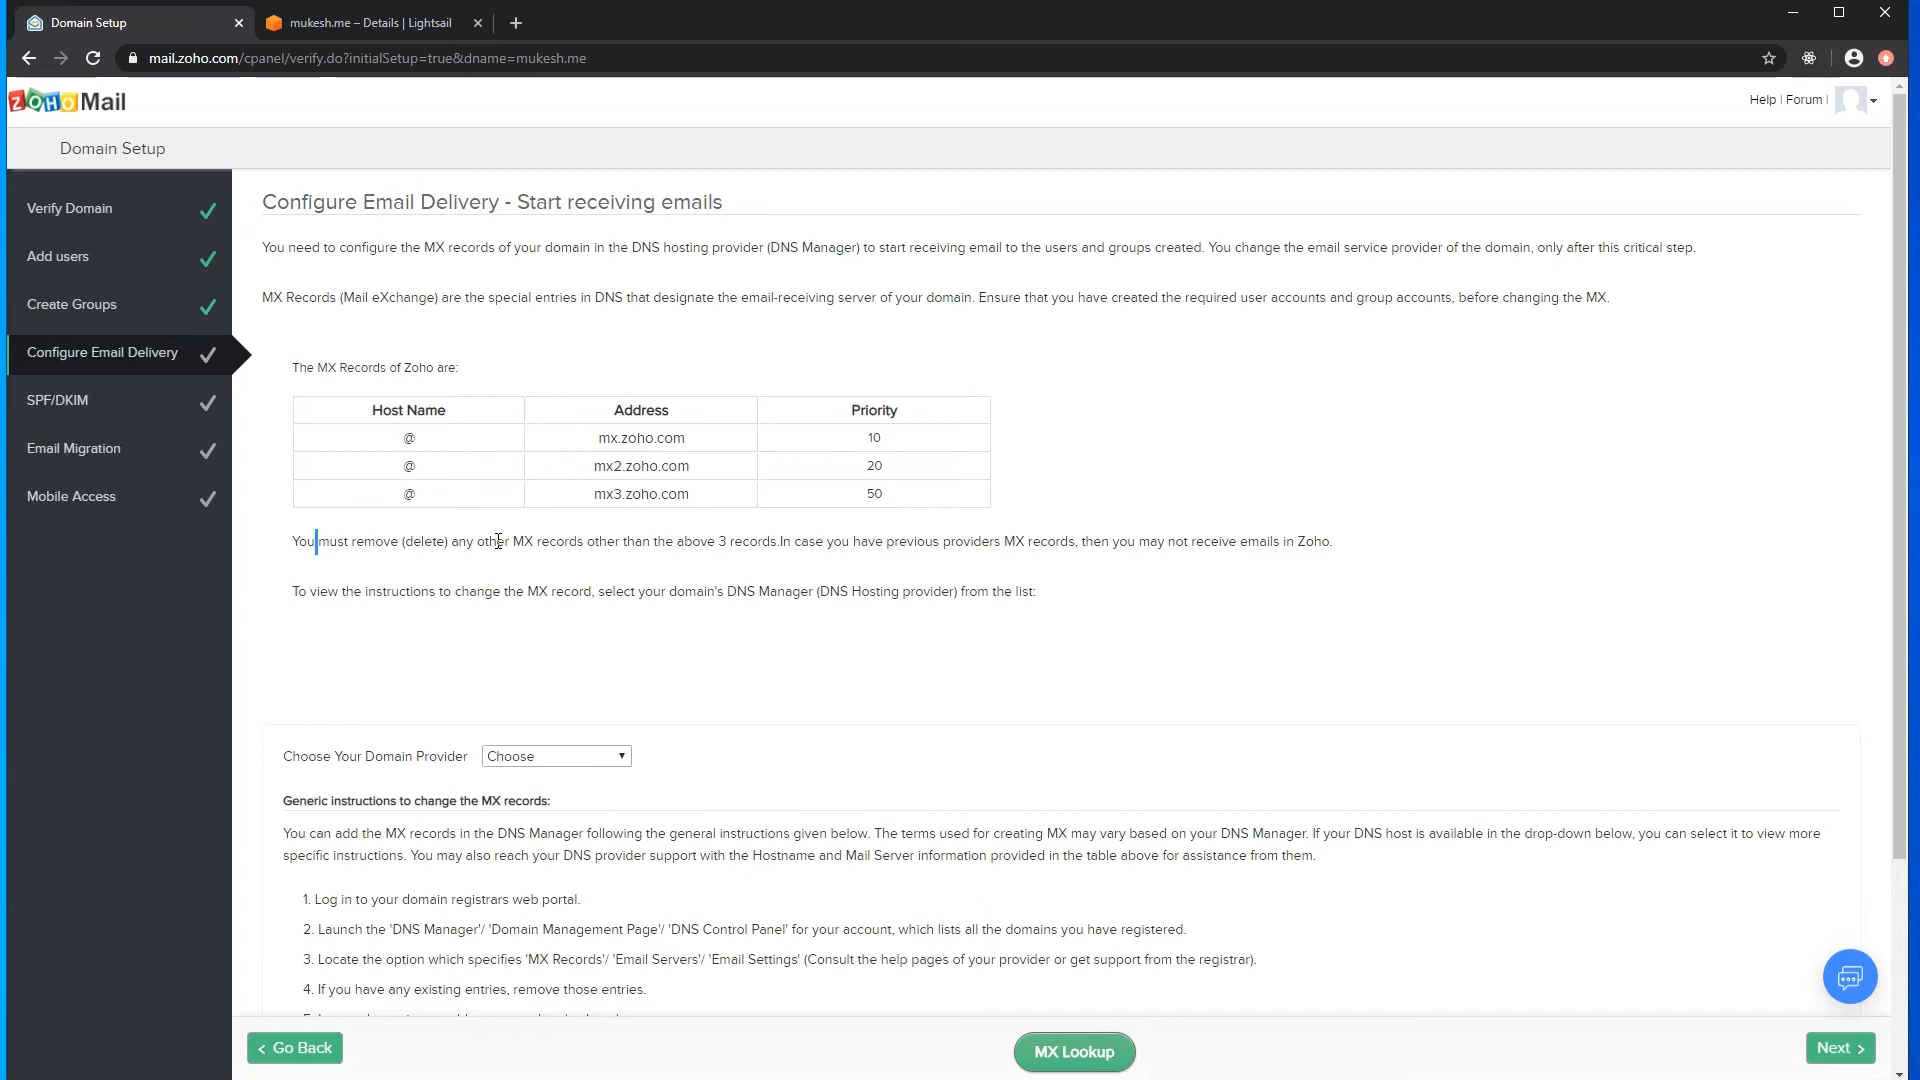 Domain Setup
mukesh.me – Details | Lightsail
mail.zoho.com/cpanel/verify.do?initialSetup=true&dname=mukesh.me
ZOHO Mail
Help | Forum |
Domain Setup
Verify Domain
Add users
Create Groups
Configure Email Delivery
SPF/DKIM
Email Migration
Mobile Access
Configure Email Delivery - Start receiving emails
You need to configure the MX records of your domain in the DNS hosting provider (DNS Manager) to start receiving email to the users and groups created. You change the email service provider of the domain, only after this critical step.
MX Records (Mail eXchange) are the special entries in DNS that designate the email-receiving server of your domain. Ensure that you have created the required user accounts and group accounts, before changing the MX.
The MX Records of Zoho are:
Host Name Address Priority
@ mx.zoho.com 10
@ mx2.zoho.com 20
@ mx3.zoho.com 50
You must remove (delete) any other MX records other than the above 3 records.In case you have previous providers MX records, then you may not receive emails in Zoho.
To view the instructions to change the MX record, select your domain's DNS Manager (DNS Hosting provider) from the list:
Choose Your Domain Provider Choose
Generic instructions to change the MX records:
You can add the MX records in the DNS Manager following the general instructions given below. The terms used for creating MX may vary based on your DNS Manager. If your DNS host is available in the drop-down below, you can select it to view more
specific instructions. You may also reach your DNS provider support with the Hostname and Mail Server information provided in the table above for assistance from them.
1. Log in to your domain registrars web portal.
2. Launch the 'DNS Manager'/ 'Domain Management Page'/ 'DNS Control Panel' for your account, which lists all the domains you have registered.
3. Locate the option which specifies 'MX Records'/ 'Email Servers'/ 'Email Settings' (Consult the help pages of your provider or get support from the registrar).
4. If you have any existing entries, remove those entries.
< Go Back
MX Lookup
Next >